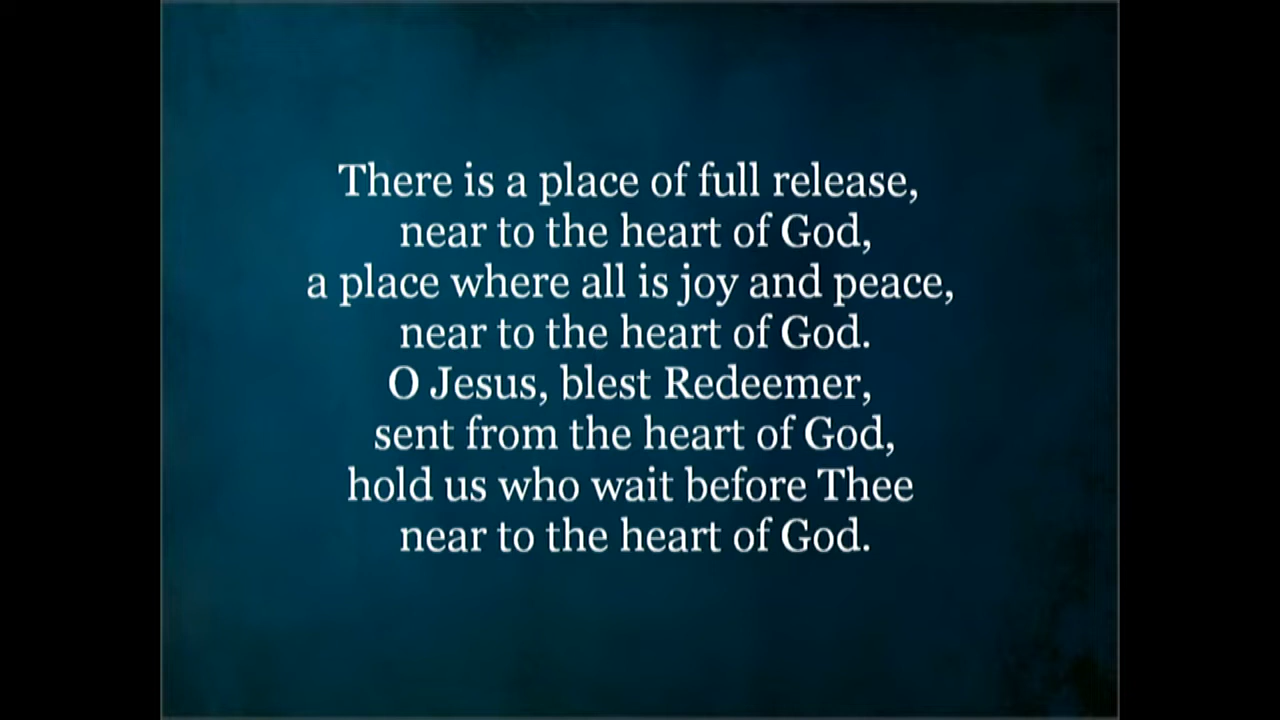 There is a place of full release,
near to the heart of God,
a place where all is joy and peace,
near to the heart of God.
O Jesus, blest Redeemer,
sent from the heart of God,
hold us who wait before Thee
near to the heart of God.